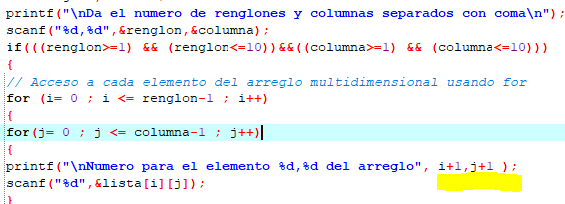 printf("\nDa el numero de renglones y columnas separados con coma\n");
scanf("%d,%d",&renglon,&columna);
if(((renglon>=1) && (renglon<=10))&&((columna>=1) && (columna<=10)))
{
// Acceso a cada elemento del arreglo multidimensional usando for
for (i= 0 ; i <= renglon-1 ; i++)
{
for(j= 0 ; j <= columna-1 ; j++)
{
printf("\nNumero para el elemento %d,%d del arreglo", i+1,j+1 );
scanf("%d",&lista[i][j]);
}